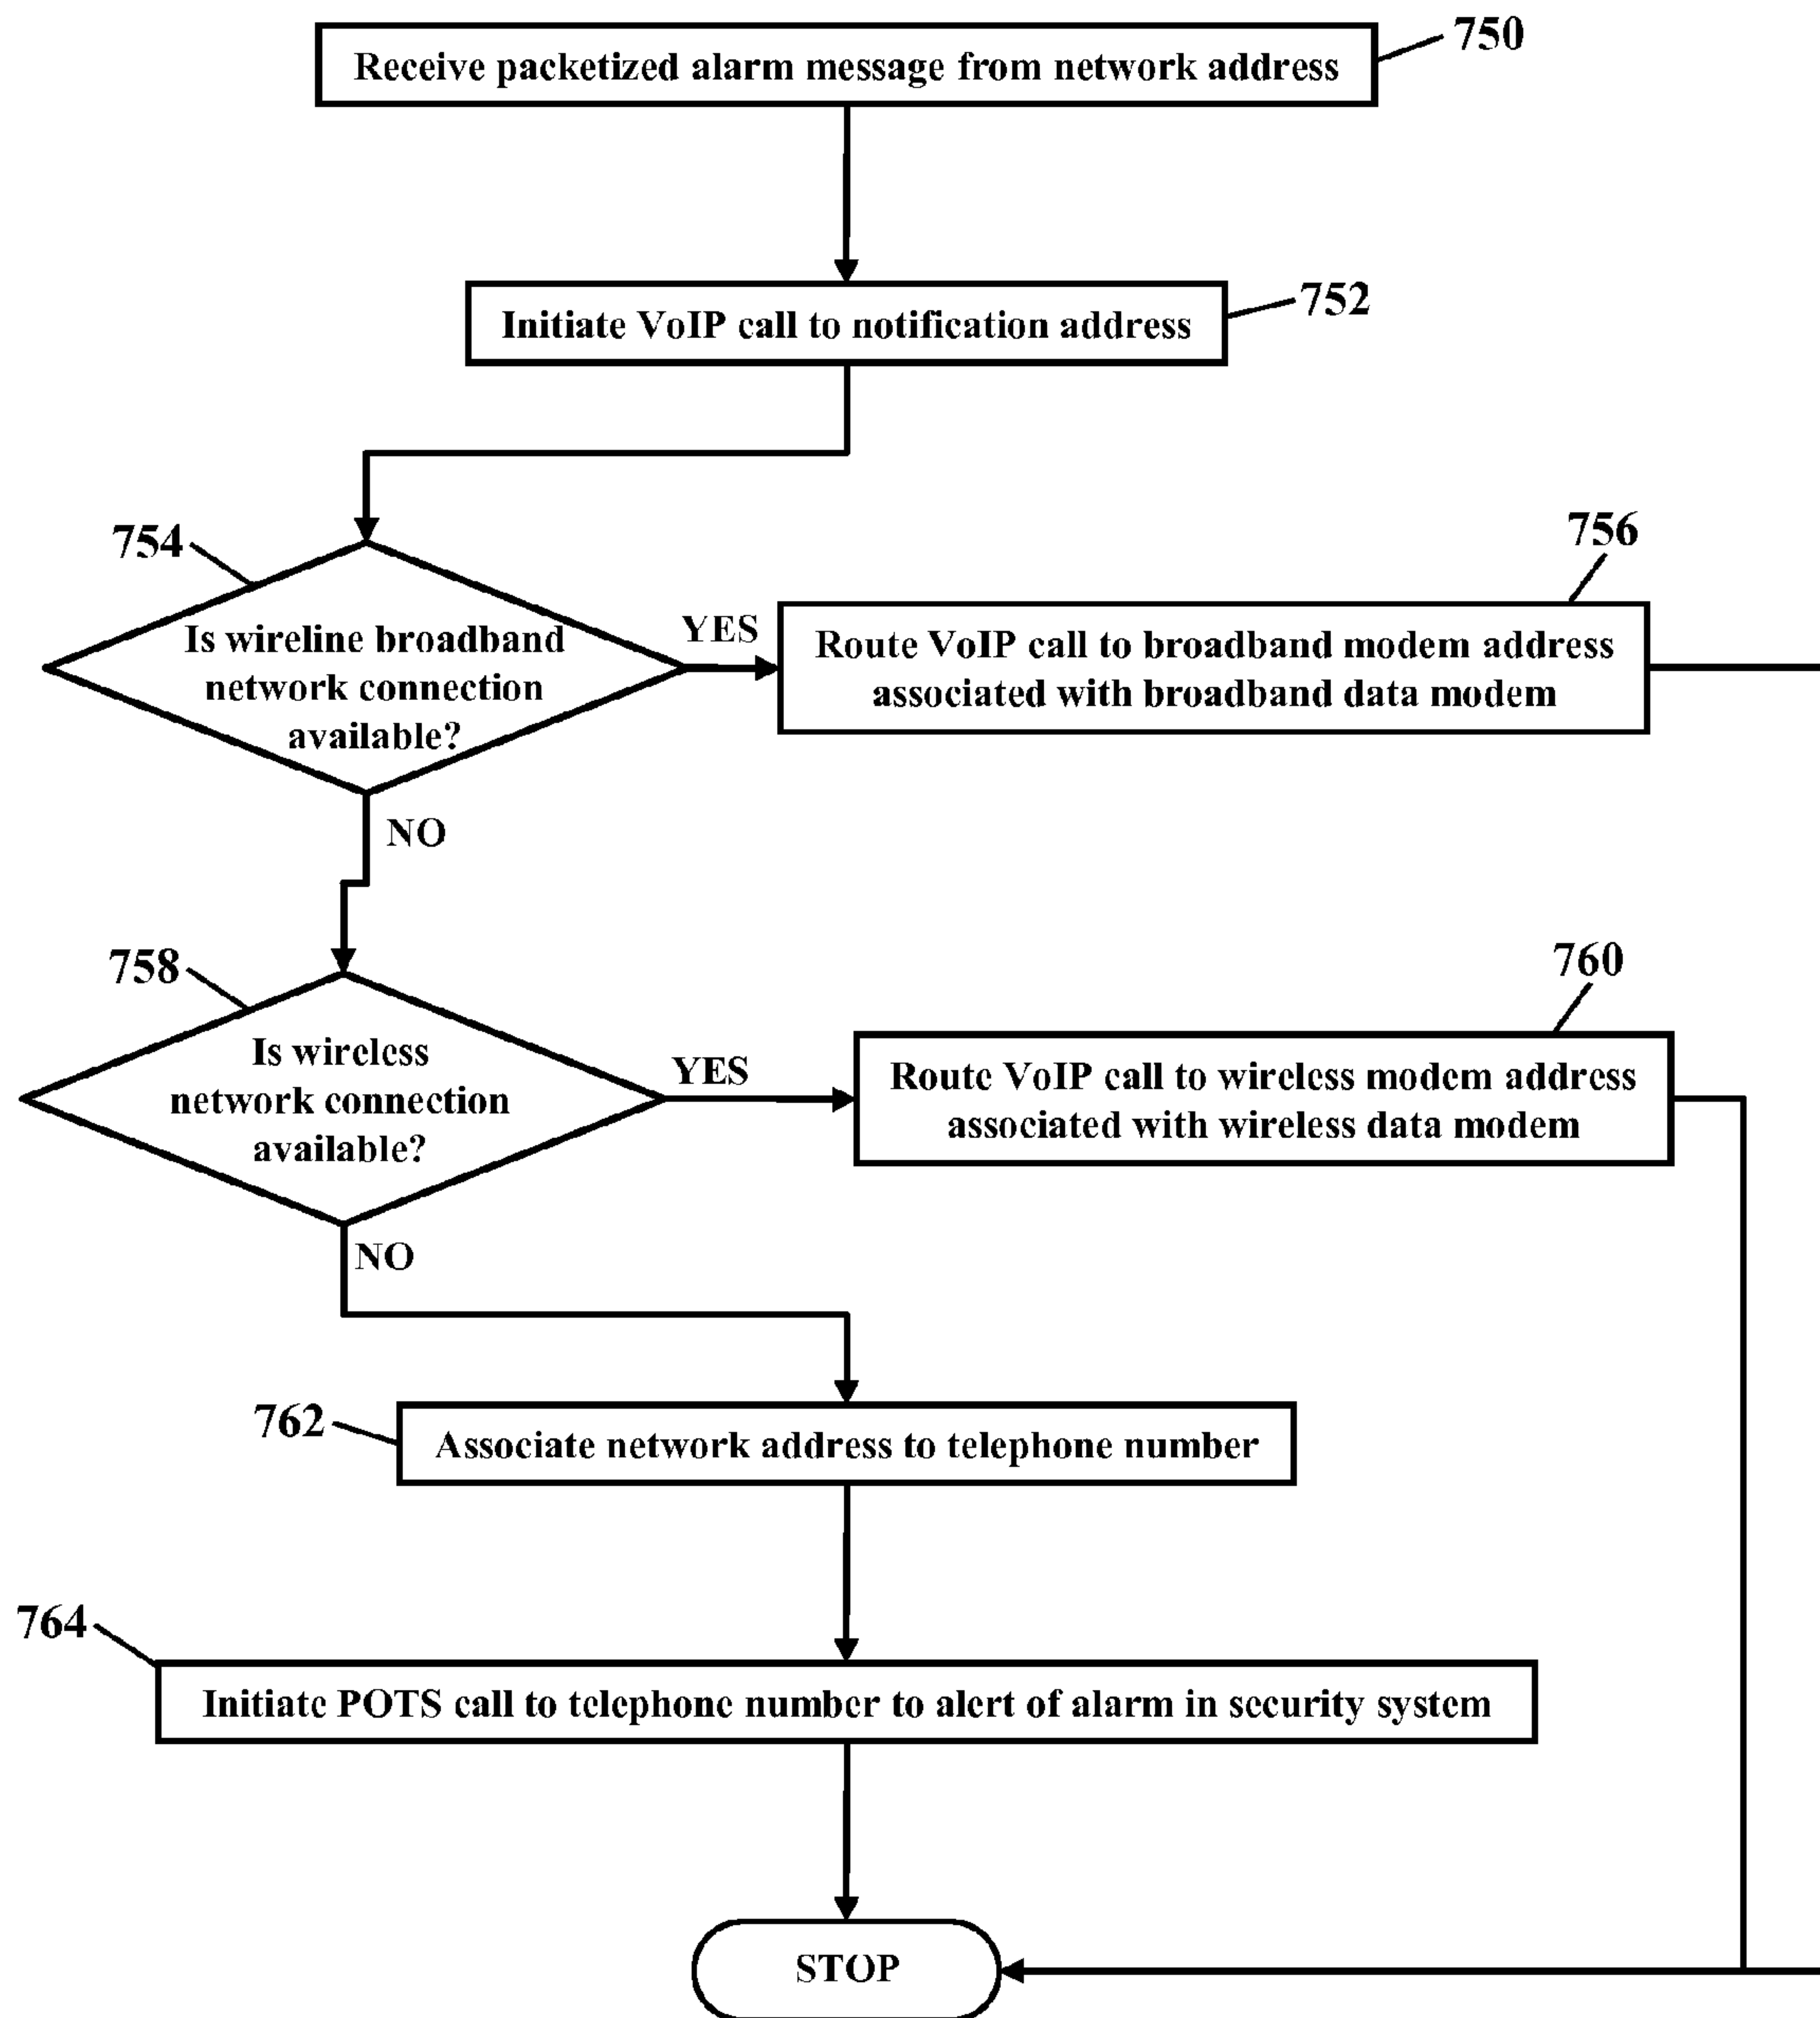 750
Receive packetized alarm message from network address
752
Initiate VoIP call to notification address
754
Is wireline broadband
network connection
available?
YES
NO
756
Route VoIP call to broadband modem address
associated with broadband data modem
758
Is wireless
network connection
available?
YES
NO
760
Route VoIP call to wireless modem address
associated with wireless data modem
762
Associate network address to telephone number
764
Initiate POTS call to telephone number to alert of alarm in security system
STOP